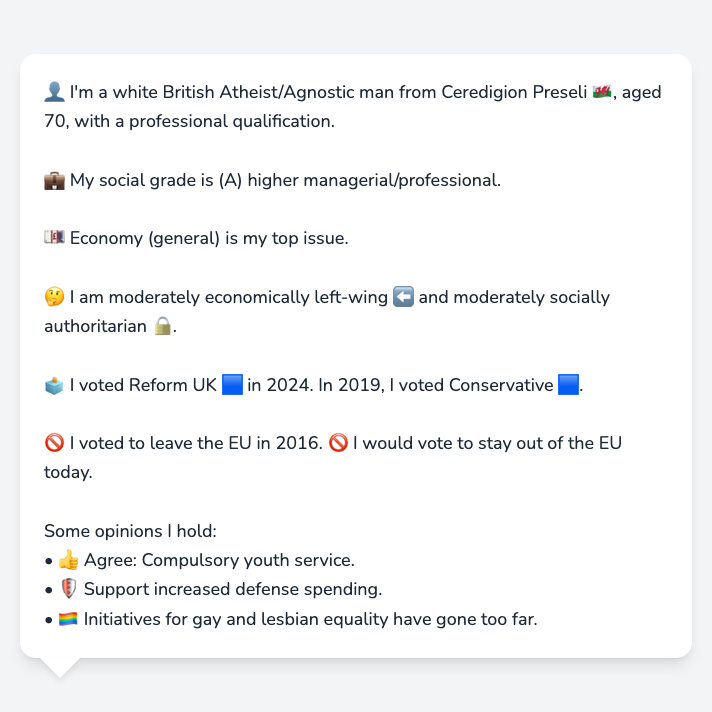 👤 I'm a white British Atheist/Agnostic man from Ceredigion Preseli 🏴󠁧󠁢󠁷󠁬󠁳󠁿, aged
70, with a professional qualification.
💼 My social grade is (A) higher managerial/professional.
💷 Economy (general) is my top issue.
🤔 I am moderately economically left-wing ⬅️ and moderately socially
authoritarian 🔒.
🗳️ I voted Reform UK 🟦 in 2024. In 2019, I voted Conservative 🟦.
🚫 I voted to leave the EU in 2016. 🚫 I would vote to stay out of the EU
today.
Some opinions I hold:
• 👍 Agree: Compulsory youth service.
• 🛡️ Support increased defense spending.
• 🏳️‍🌈 Initiatives for gay and lesbian equality have gone too far.